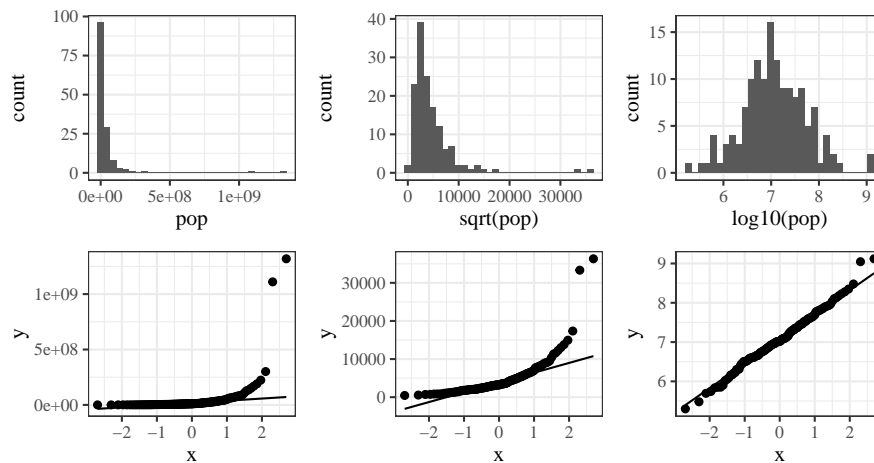 100
75
50
25
0
count
0e+00 5e+08 1e+09
pop
40
30
20
10
0
count
0 10000 20000 30000
sqrt(pop)
15
10
5
0
count
6 7 8 9
log10(pop)
1e+09
5e+08
0e+00
y
−2 −1 0 1 2
x
30000
20000
10000
0
y
−2 −1 0 1 2
x
9
8
7
6
y
−2 −1 0 1 2
x